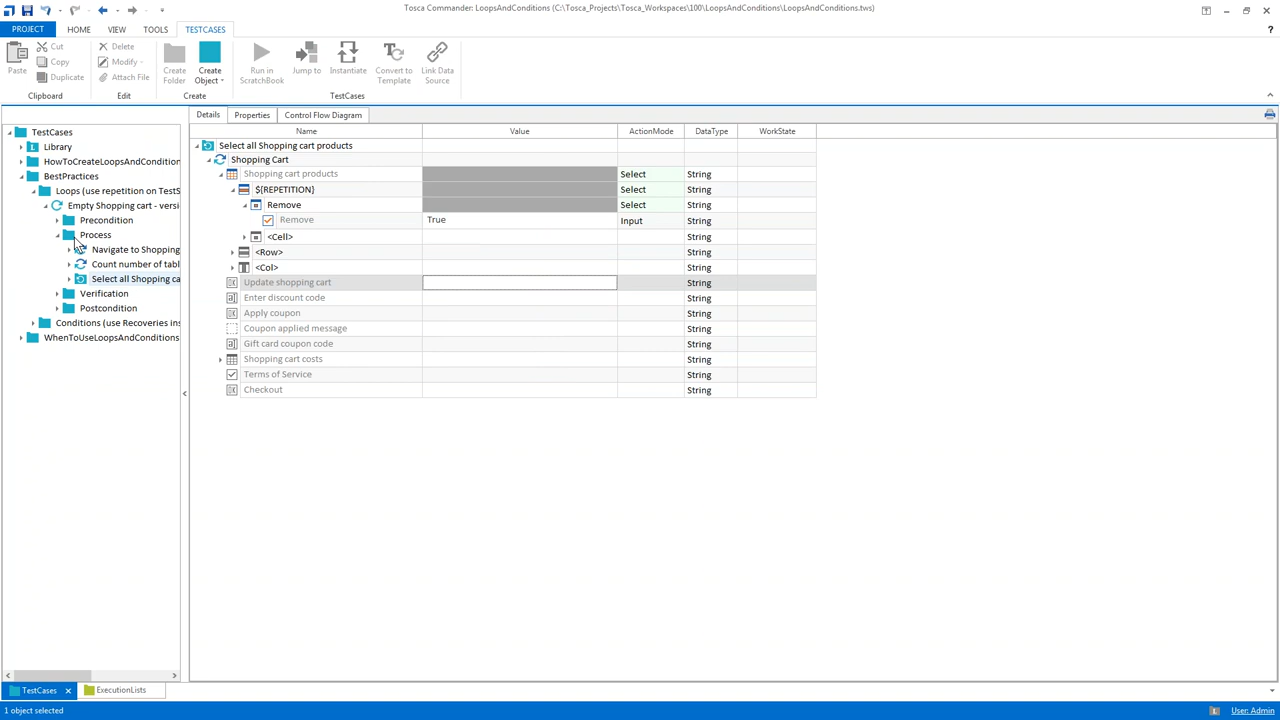 Tosca Commander: LoopsAndConditions (C:\Tosca_Projects\Tosca_Workspaces\100\LoopsAndConditions\LoopsAndConditions.tws)
PROJECT HOME VIEW TOOLS TESTCASES
Paste Cut Copy Duplicate
Delete Modify Attach File
Create Folder Create Object
Run in ScratchBook Jump to Instantiate Convert to Template Link Data Source
Clipboard Edit Create TestCases
Details Properties Control Flow Diagram
Name Value ActionMode DataType WorkState
TestCases
Library
HowToCreateLoopsAndCondition
BestPractices
Loops (use repetition on TestS
Empty Shopping cart - versi
Precondition
Process
Navigate to Shopping
Count number of tabl
Select all Shopping ca
Verification
Postcondition
Conditions (use Recoveries ins
WhenToUseLoopsAndConditions
Select all Shopping cart products
Shopping Cart
Shopping cart products Select String
${REPETITION} Select String
Remove Select String
Remove True Input String
<Cell> String
<Row> String
<Col> String
Update shopping cart String
Enter discount code String
Apply coupon String
Coupon applied message String
Gift card coupon code String
Shopping cart costs String
Terms of Service String
Checkout String
TestCases ExecutionLists
1 object selected User: Admin